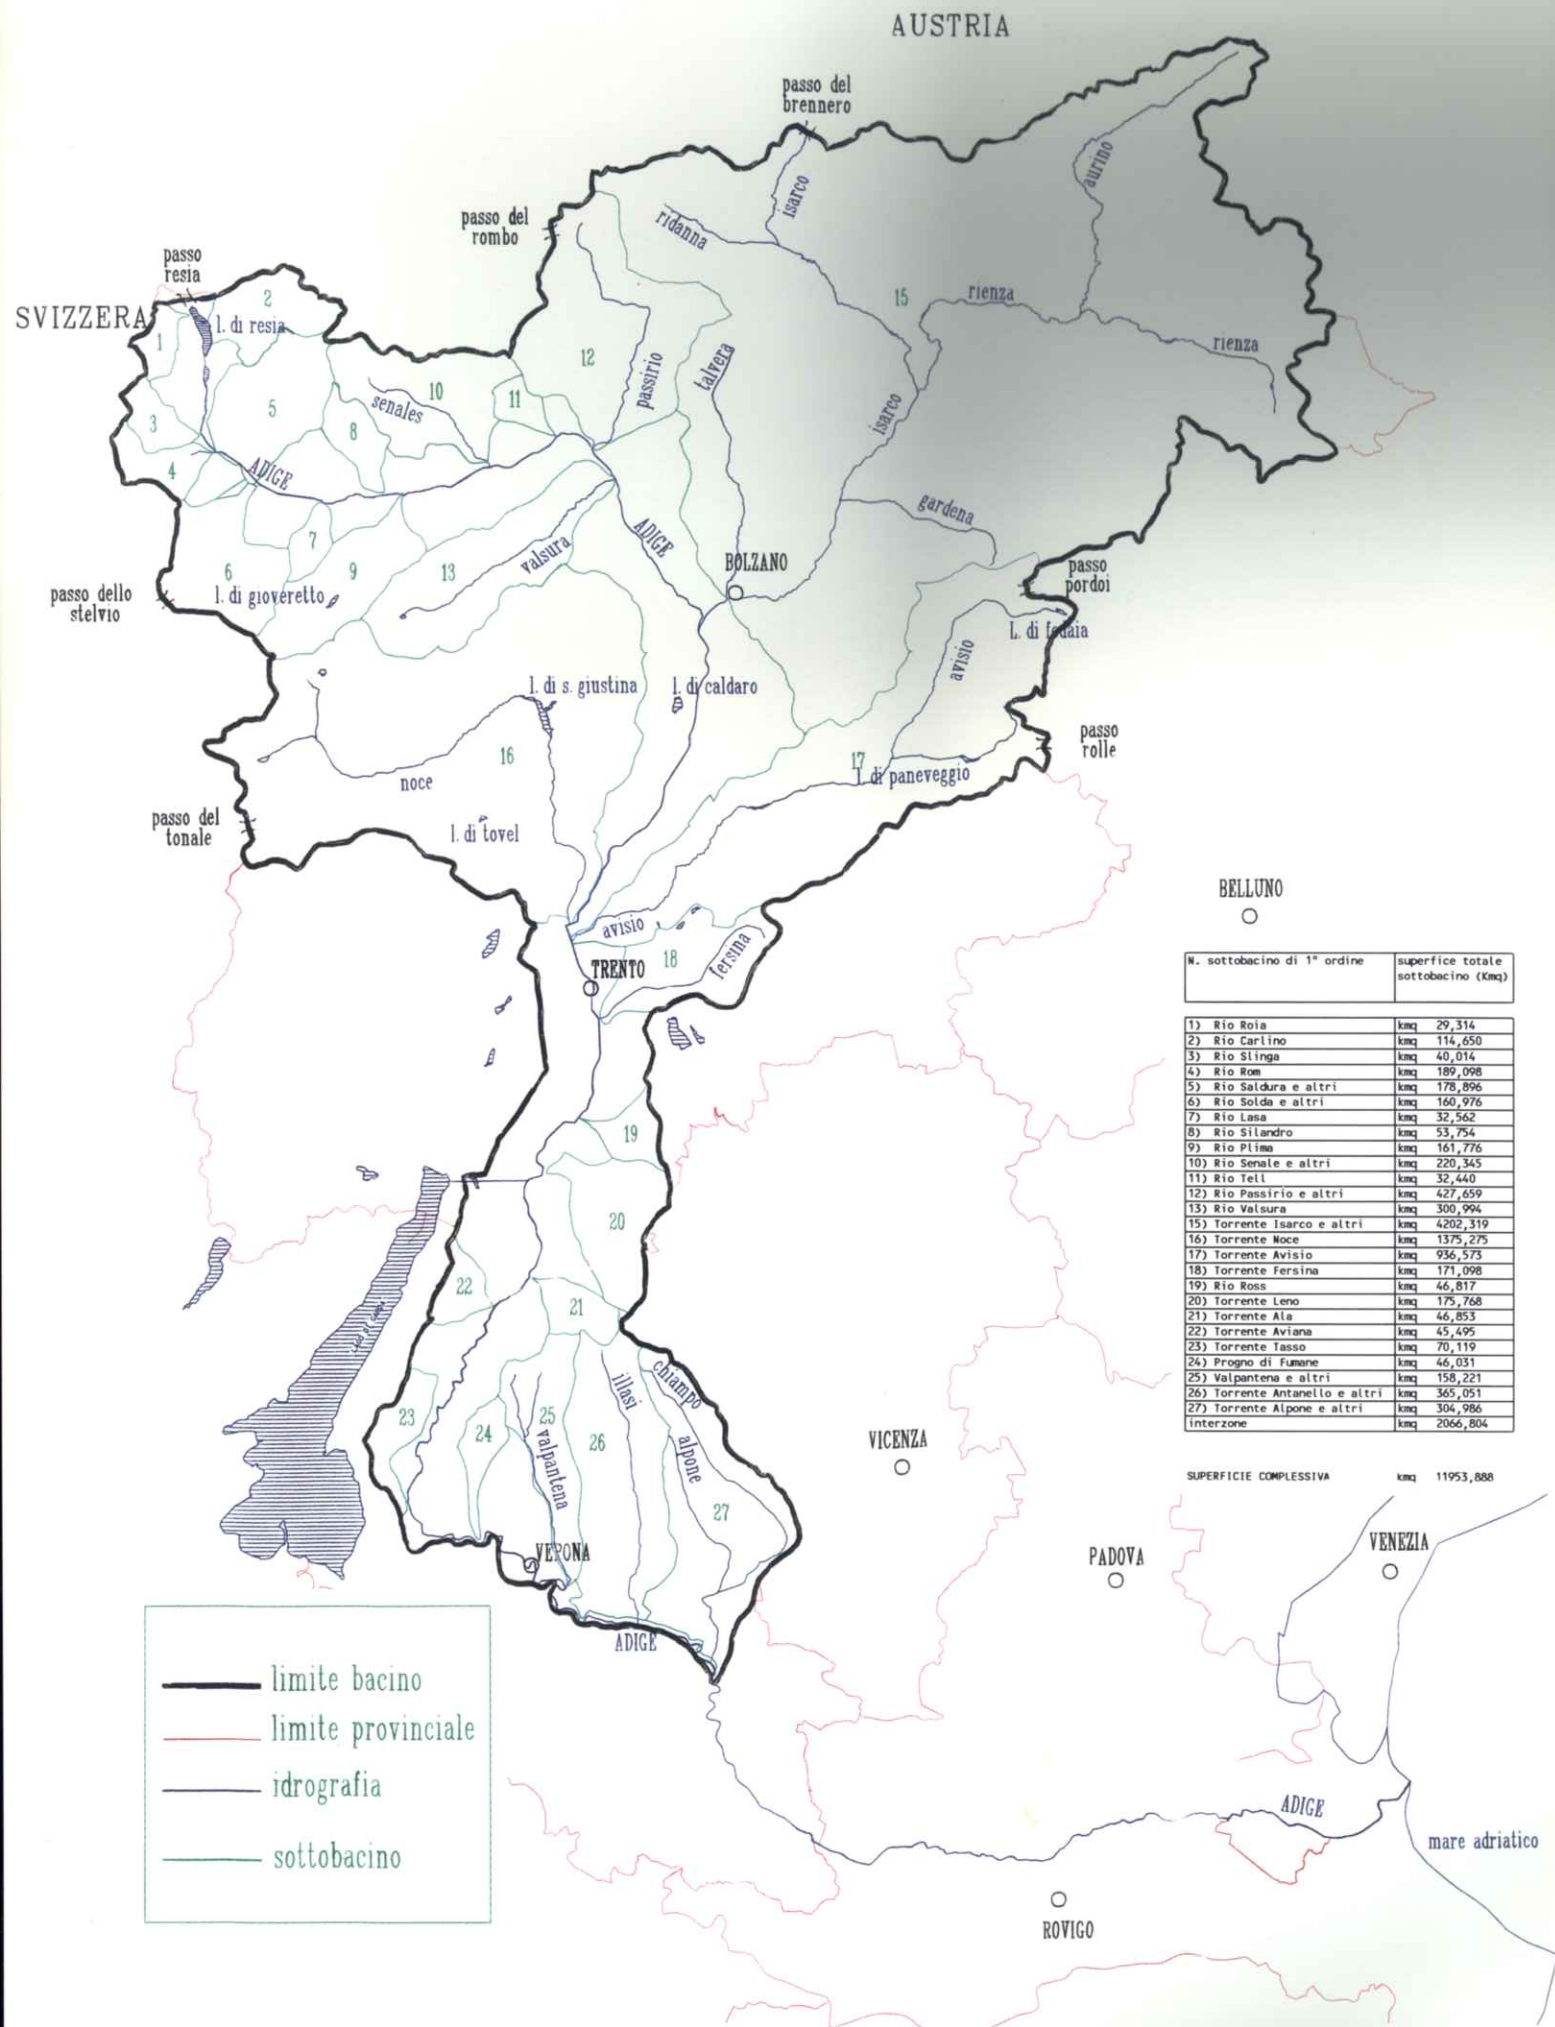 AUSTRIA
passo del
brennero
passo del
rombo
passo
resia
SVIZZERA
l. di resia
isarco
ridanna
aurino
rienza
rienza
passirio
talvera
senales
isarco
ADIGE
gardena
valsura
ADIGE
BOLZANO
passo
pordoi
L. di fedaia
passo dello
stelvio
l. di gioveretto
avisio
l. di s. giustina
l. di caldaro
passo
rolle
l. di paneveggio
noce
passo del
tonale
l. di tovel
avisio
fersina
TRENTO
BELLUNO
1
2
3
4
5
6
7
8
9
10
11
12
13
15
16
17
18
19
20
21
22
23
24
25
26
27
illasi
chiampo
alpone
valpantena
VERONA
ADIGE
VICENZA
PADOVA
VENEZIA
ADIGE
mare adriatico
ROVIGO
N. sottobacino di 1° ordine superfice totale
sottobacino (Kmq)
1) Rio Roia kmq 29,314
2) Rio Carlino kmq 114,650
3) Rio Slinga kmq 40,014
4) Rio Rom kmq 189,098
5) Rio Saldura e altri kmq 178,896
6) Rio Solda e altri kmq 160,976
7) Rio Lasa kmq 32,562
8) Rio Silandro kmq 53,754
9) Rio Plima kmq 161,776
10) Rio Senale e altri kmq 220,345
11) Rio Tell kmq 32,440
12) Rio Passirio e altri kmq 427,659
13) Rio Valsura kmq 300,994
15) Torrente Isarco e altri kmq 4202,319
16) Torrente Noce kmq 1375,275
17) Torrente Avisio kmq 936,573
18) Torrente Fersina kmq 171,098
19) Rio Ross kmq 46,817
20) Torrente Leno kmq 175,768
21) Torrente Ala kmq 46,853
22) Torrente Aviana kmq 45,495
23) Torrente Tasso kmq 70,119
24) Progno di Fumane kmq 46,031
25) Valpantena e altri kmq 158,221
26) Torrente Antanello e altri kmq 365,051
27) Torrente Alpone e altri kmq 304,986
interzone kmq 2066,804
SUPERFICIE COMPLESSIVA kmq 11953,888
limite bacino
limite provinciale
idrografia
sottobacino